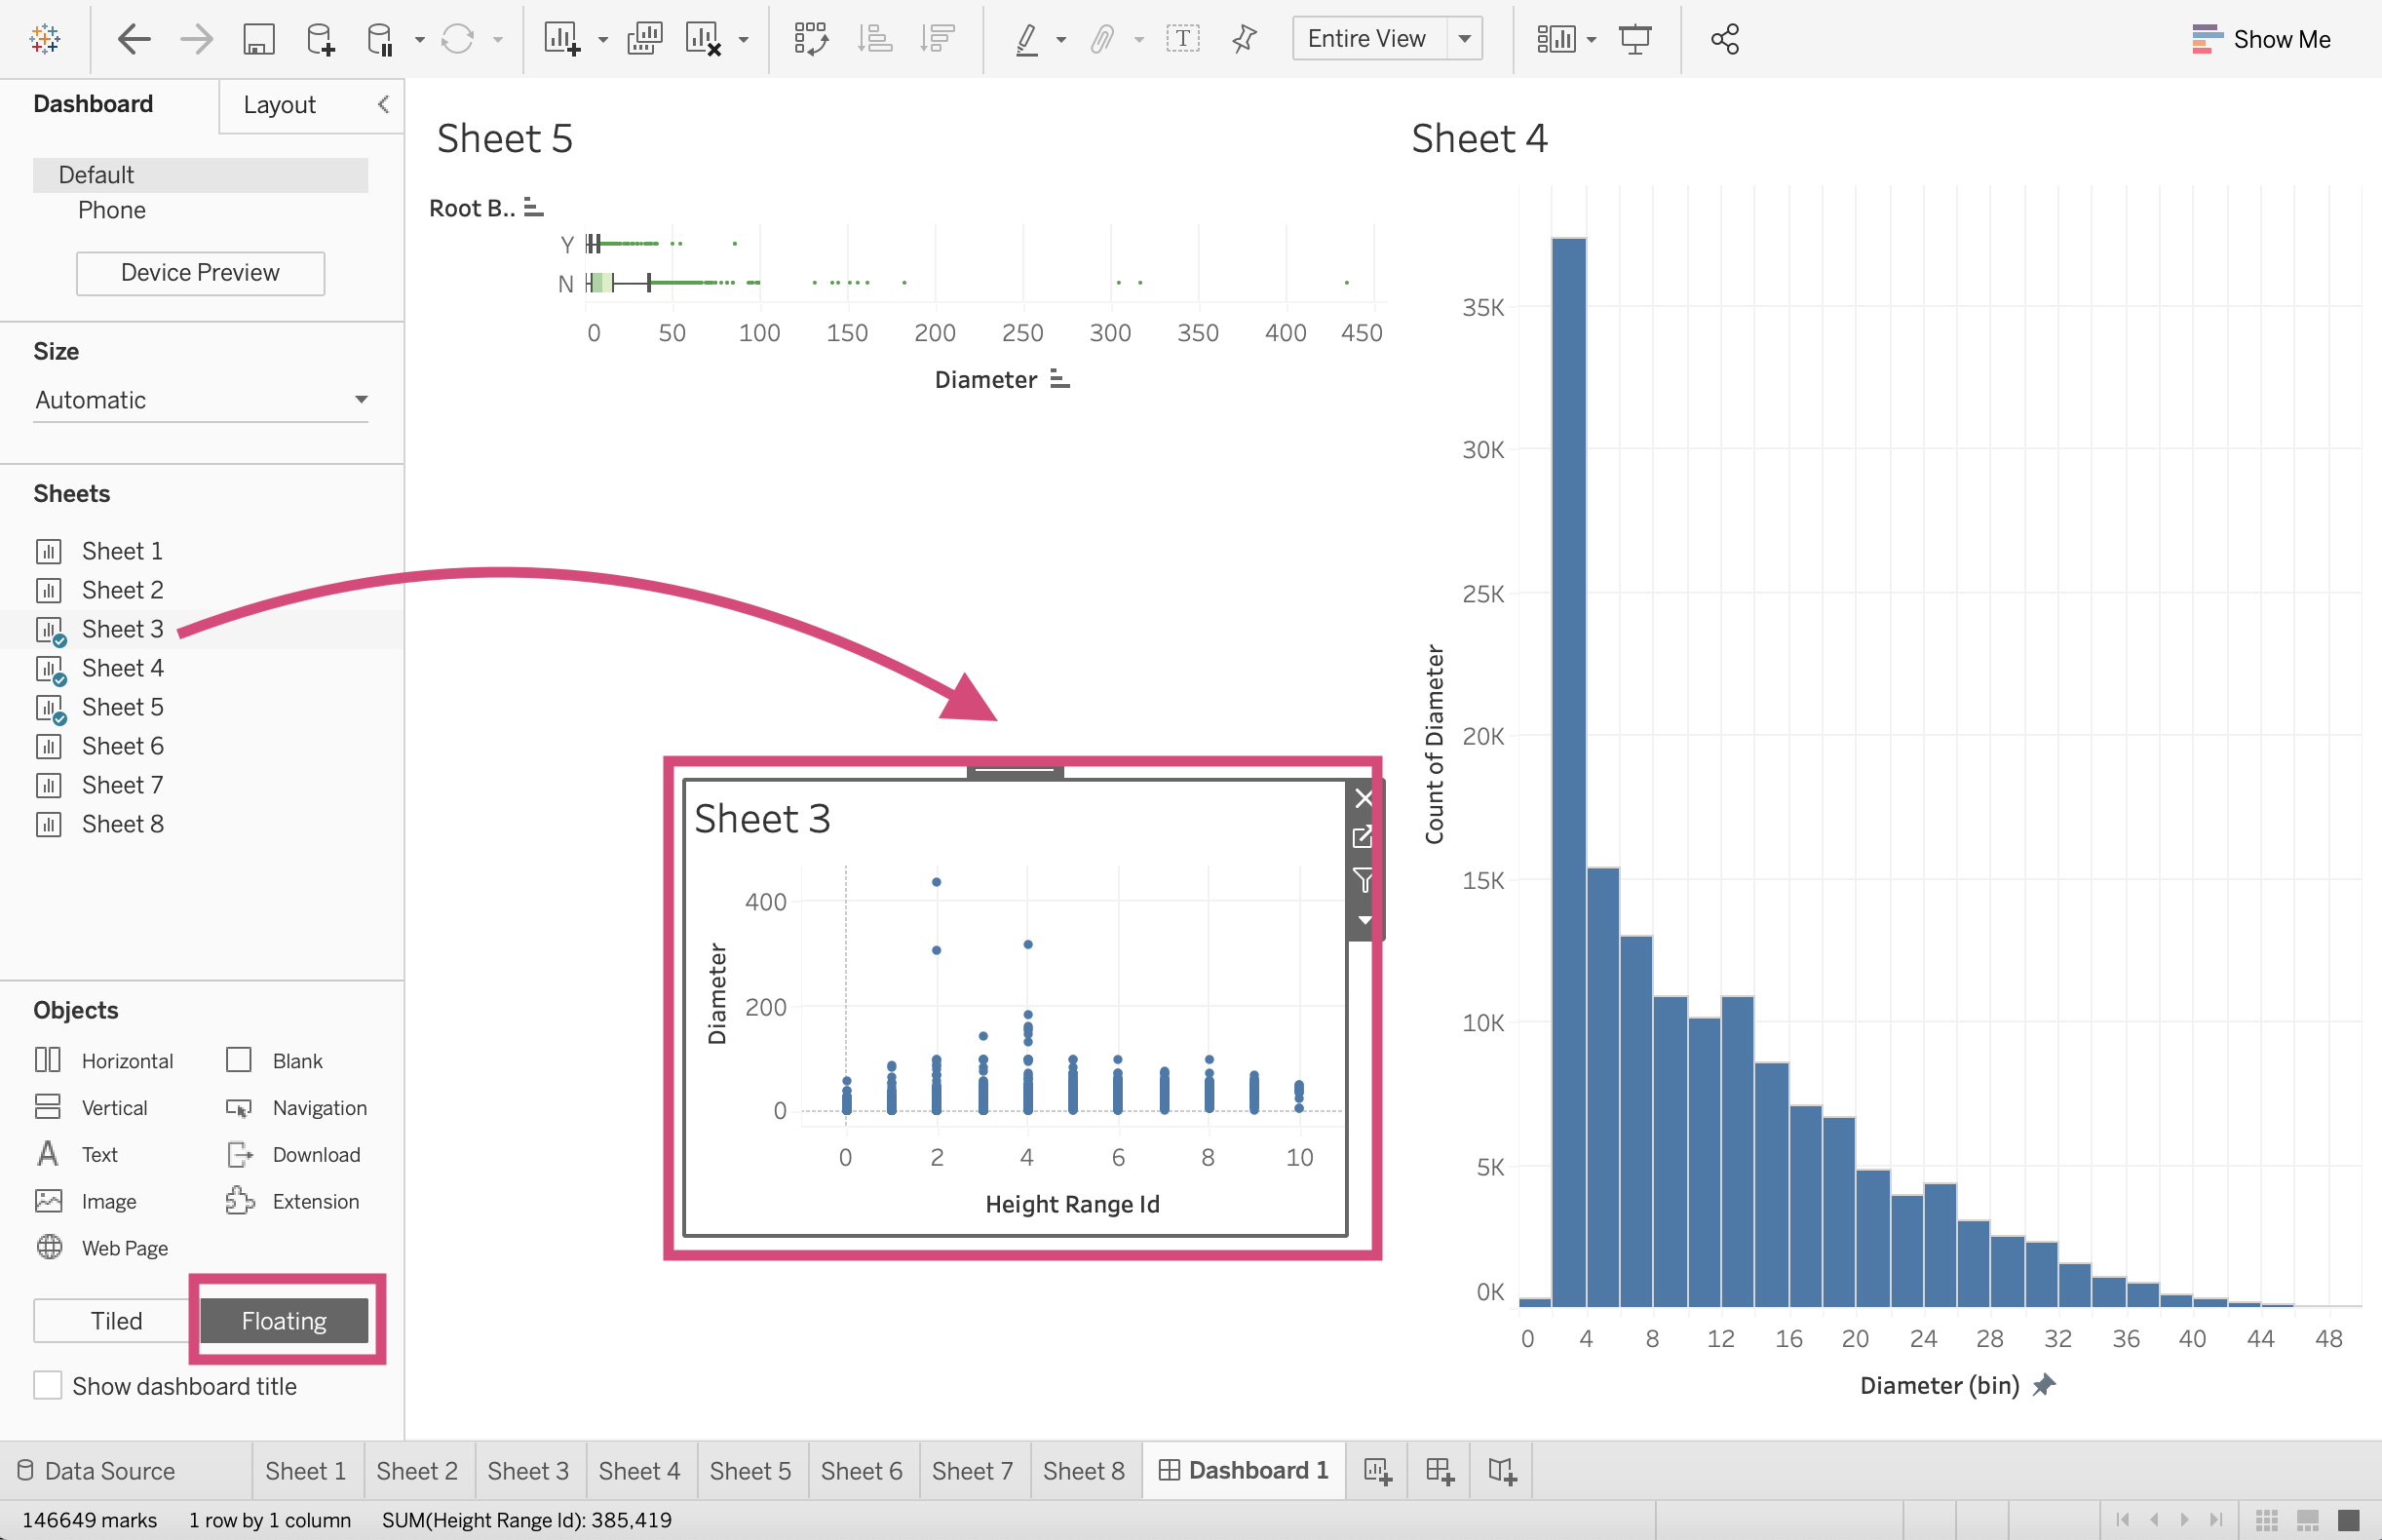 Entire View
Show Me
Dashboard
Layout
Default
Phone
Device Preview
Size
Automatic
Sheets
Sheet 1
Sheet 2
Sheet 3
Sheet 4
Sheet 5
Sheet 6
Sheet 7
Sheet 8
Objects
Horizontal
Blank
Vertical
Navigation
Text
Download
Image
Extension
Web Page
Tiled
Floating
Show dashboard title
Sheet 5
Root B..
Y
N
0 50 100 150 200 250 300 350 400 450
Diameter
Sheet 3
Diameter
400
200
0
0 2 4 6 8 10
Height Range Id
Sheet 4
Count of Diameter
35K
30K
25K
20K
15K
10K
5K
0K
0 4 8 12 16 20 24 28 32 36 40 44 48
Diameter (bin)
Data Source
Sheet 1
Sheet 2
Sheet 3
Sheet 4
Sheet 5
Sheet 6
Sheet 7
Sheet 8
Dashboard 1
146649 marks
1 row by 1 column
SUM(Height Range Id): 385,419